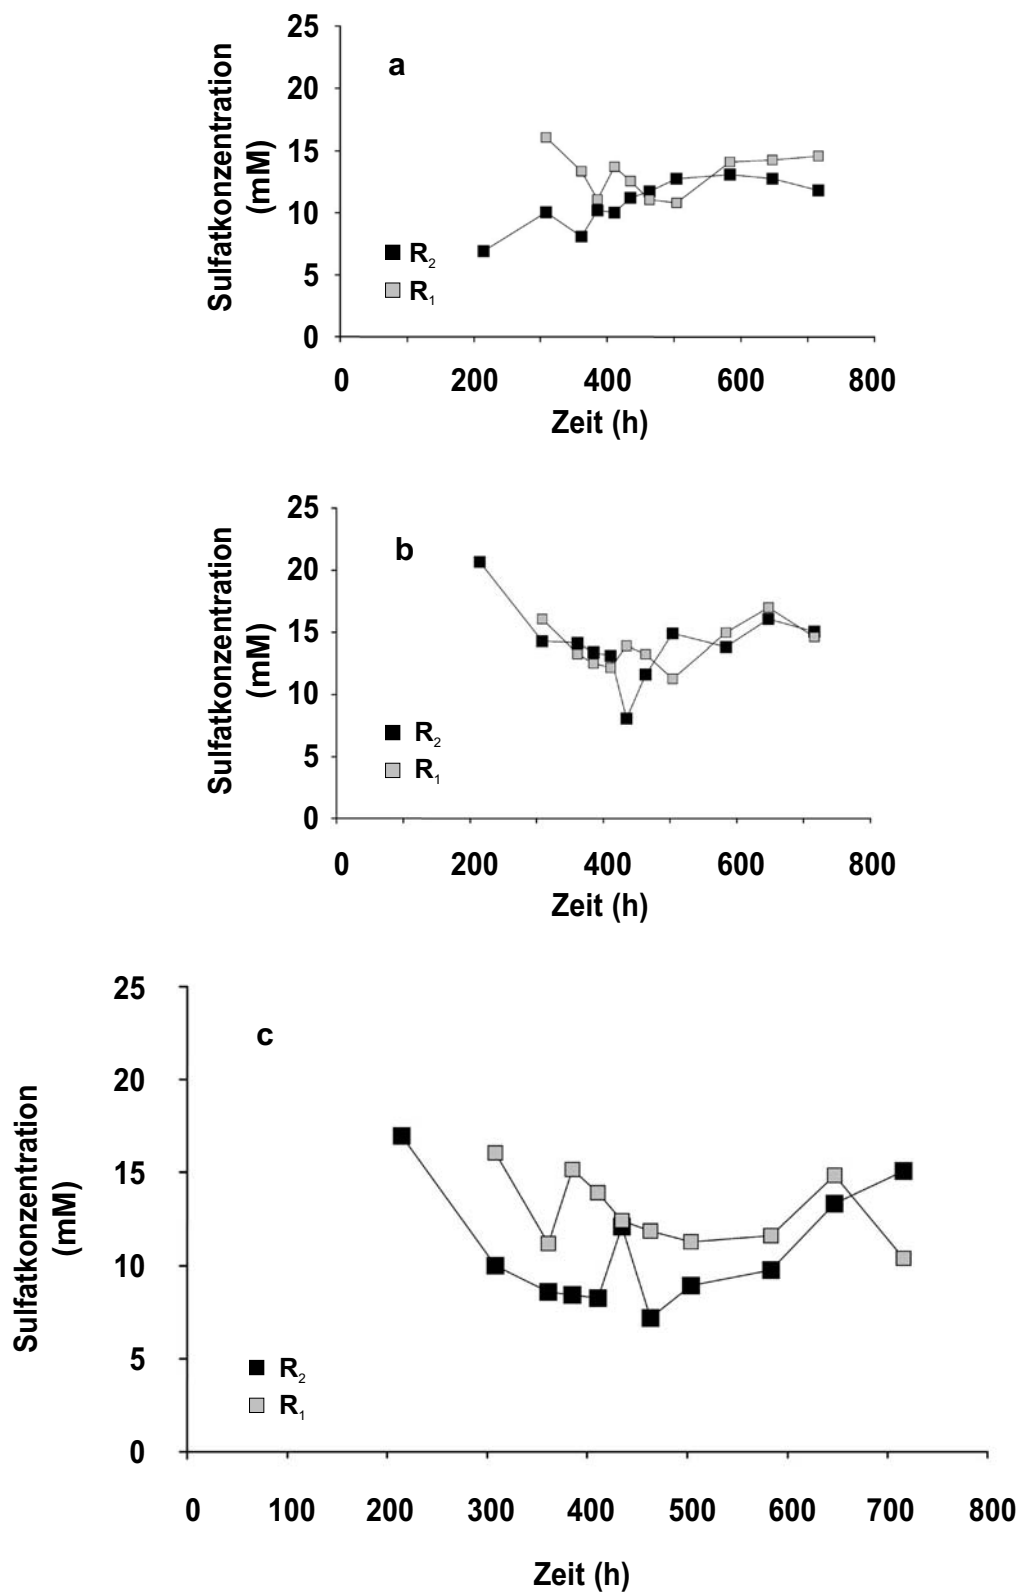 25
a
20
15
10
5
0
Sulfatkonzentration
(mM)
R2
R1
0 200 400 600 800
Zeit (h)
25
b
20
15
10
5
0
Sulfatkonzentration
(mM)
R2
R1
0 200 400 600 800
Zeit (h)
25
c
20
15
10
5
0
Sulfatkonzentration
(mM)
R2
R1
0 100 200 300 400 500 600 700 800
Zeit (h)